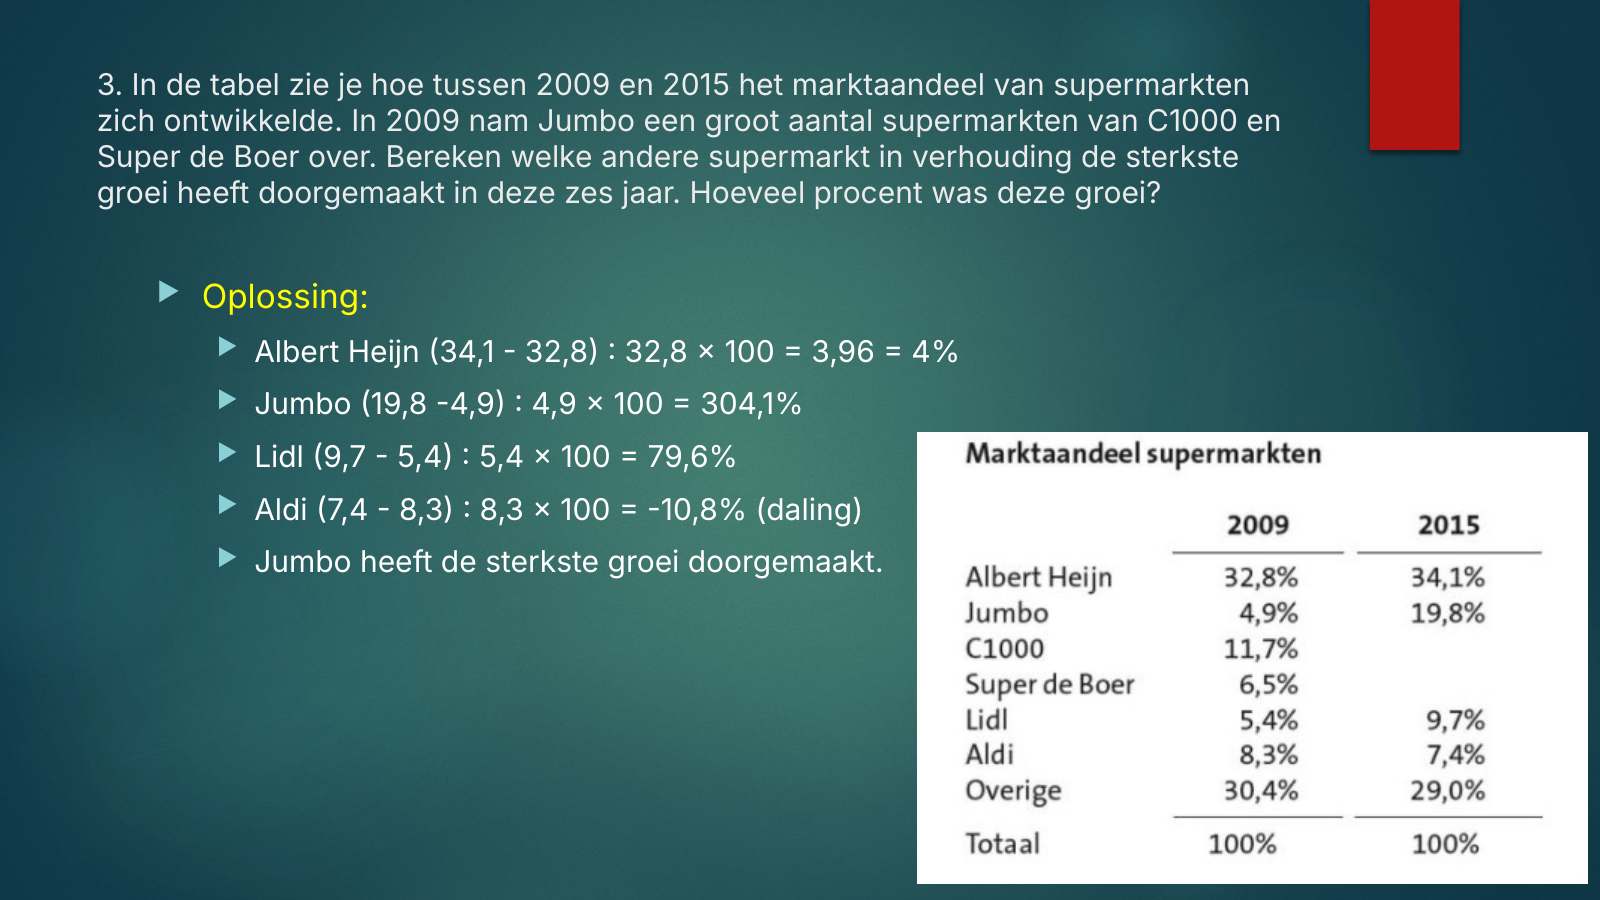 3. In de tabel zie je hoe tussen 2009 en 2015 het marktaandeel van supermarkten
zich ontwikkelde. In 2009 nam Jumbo een groot aantal supermarkten van C1000 en
Super de Boer over. Bereken welke andere supermarkt in verhouding de sterkste
groei heeft doorgemaakt in deze zes jaar. Hoeveel procent was deze groei?
Oplossing:
Albert Heijn (34,1 - 32,8) : 32,8 × 100 = 3,96 = 4%
Jumbo (19,8 -4,9) : 4,9 × 100 = 304,1%
Lidl (9,7 - 5,4) : 5,4 × 100 = 79,6%
Aldi (7,4 - 8,3) : 8,3 × 100 = -10,8% (daling)
Jumbo heeft de sterkste groei doorgemaakt.
Marktaandeel supermarkten
2009 2015
Albert Heijn 32,8% 34,1%
Jumbo 4,9% 19,8%
C1000 11,7%
Super de Boer 6,5%
Lidl 5,4% 9,7%
Aldi 8,3% 7,4%
Overige 30,4% 29,0%
Totaal 100% 100%